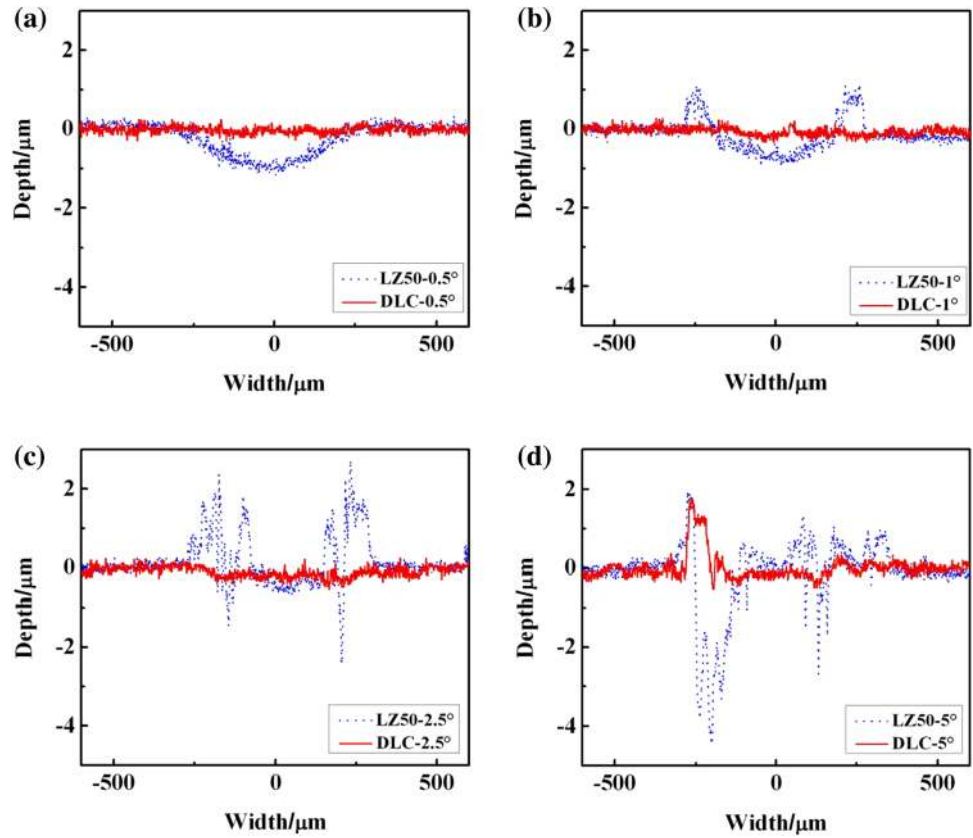 (a)
2
0
-2
-4
Depth/μm
LZ50-0.5°
DLC-0.5°
-500
0
500
Width/μm
(b)
2
0
-2
-4
Depth/μm
LZ50-1°
DLC-1°
-500
0
500
Width/μm
(c)
2
0
-2
-4
Depth/μm
LZ50-2.5°
DLC-2.5°
-500
0
500
Width/μm
(d)
2
0
-2
-4
Depth/μm
LZ50-5°
DLC-5°
-500
0
500
Width/μm